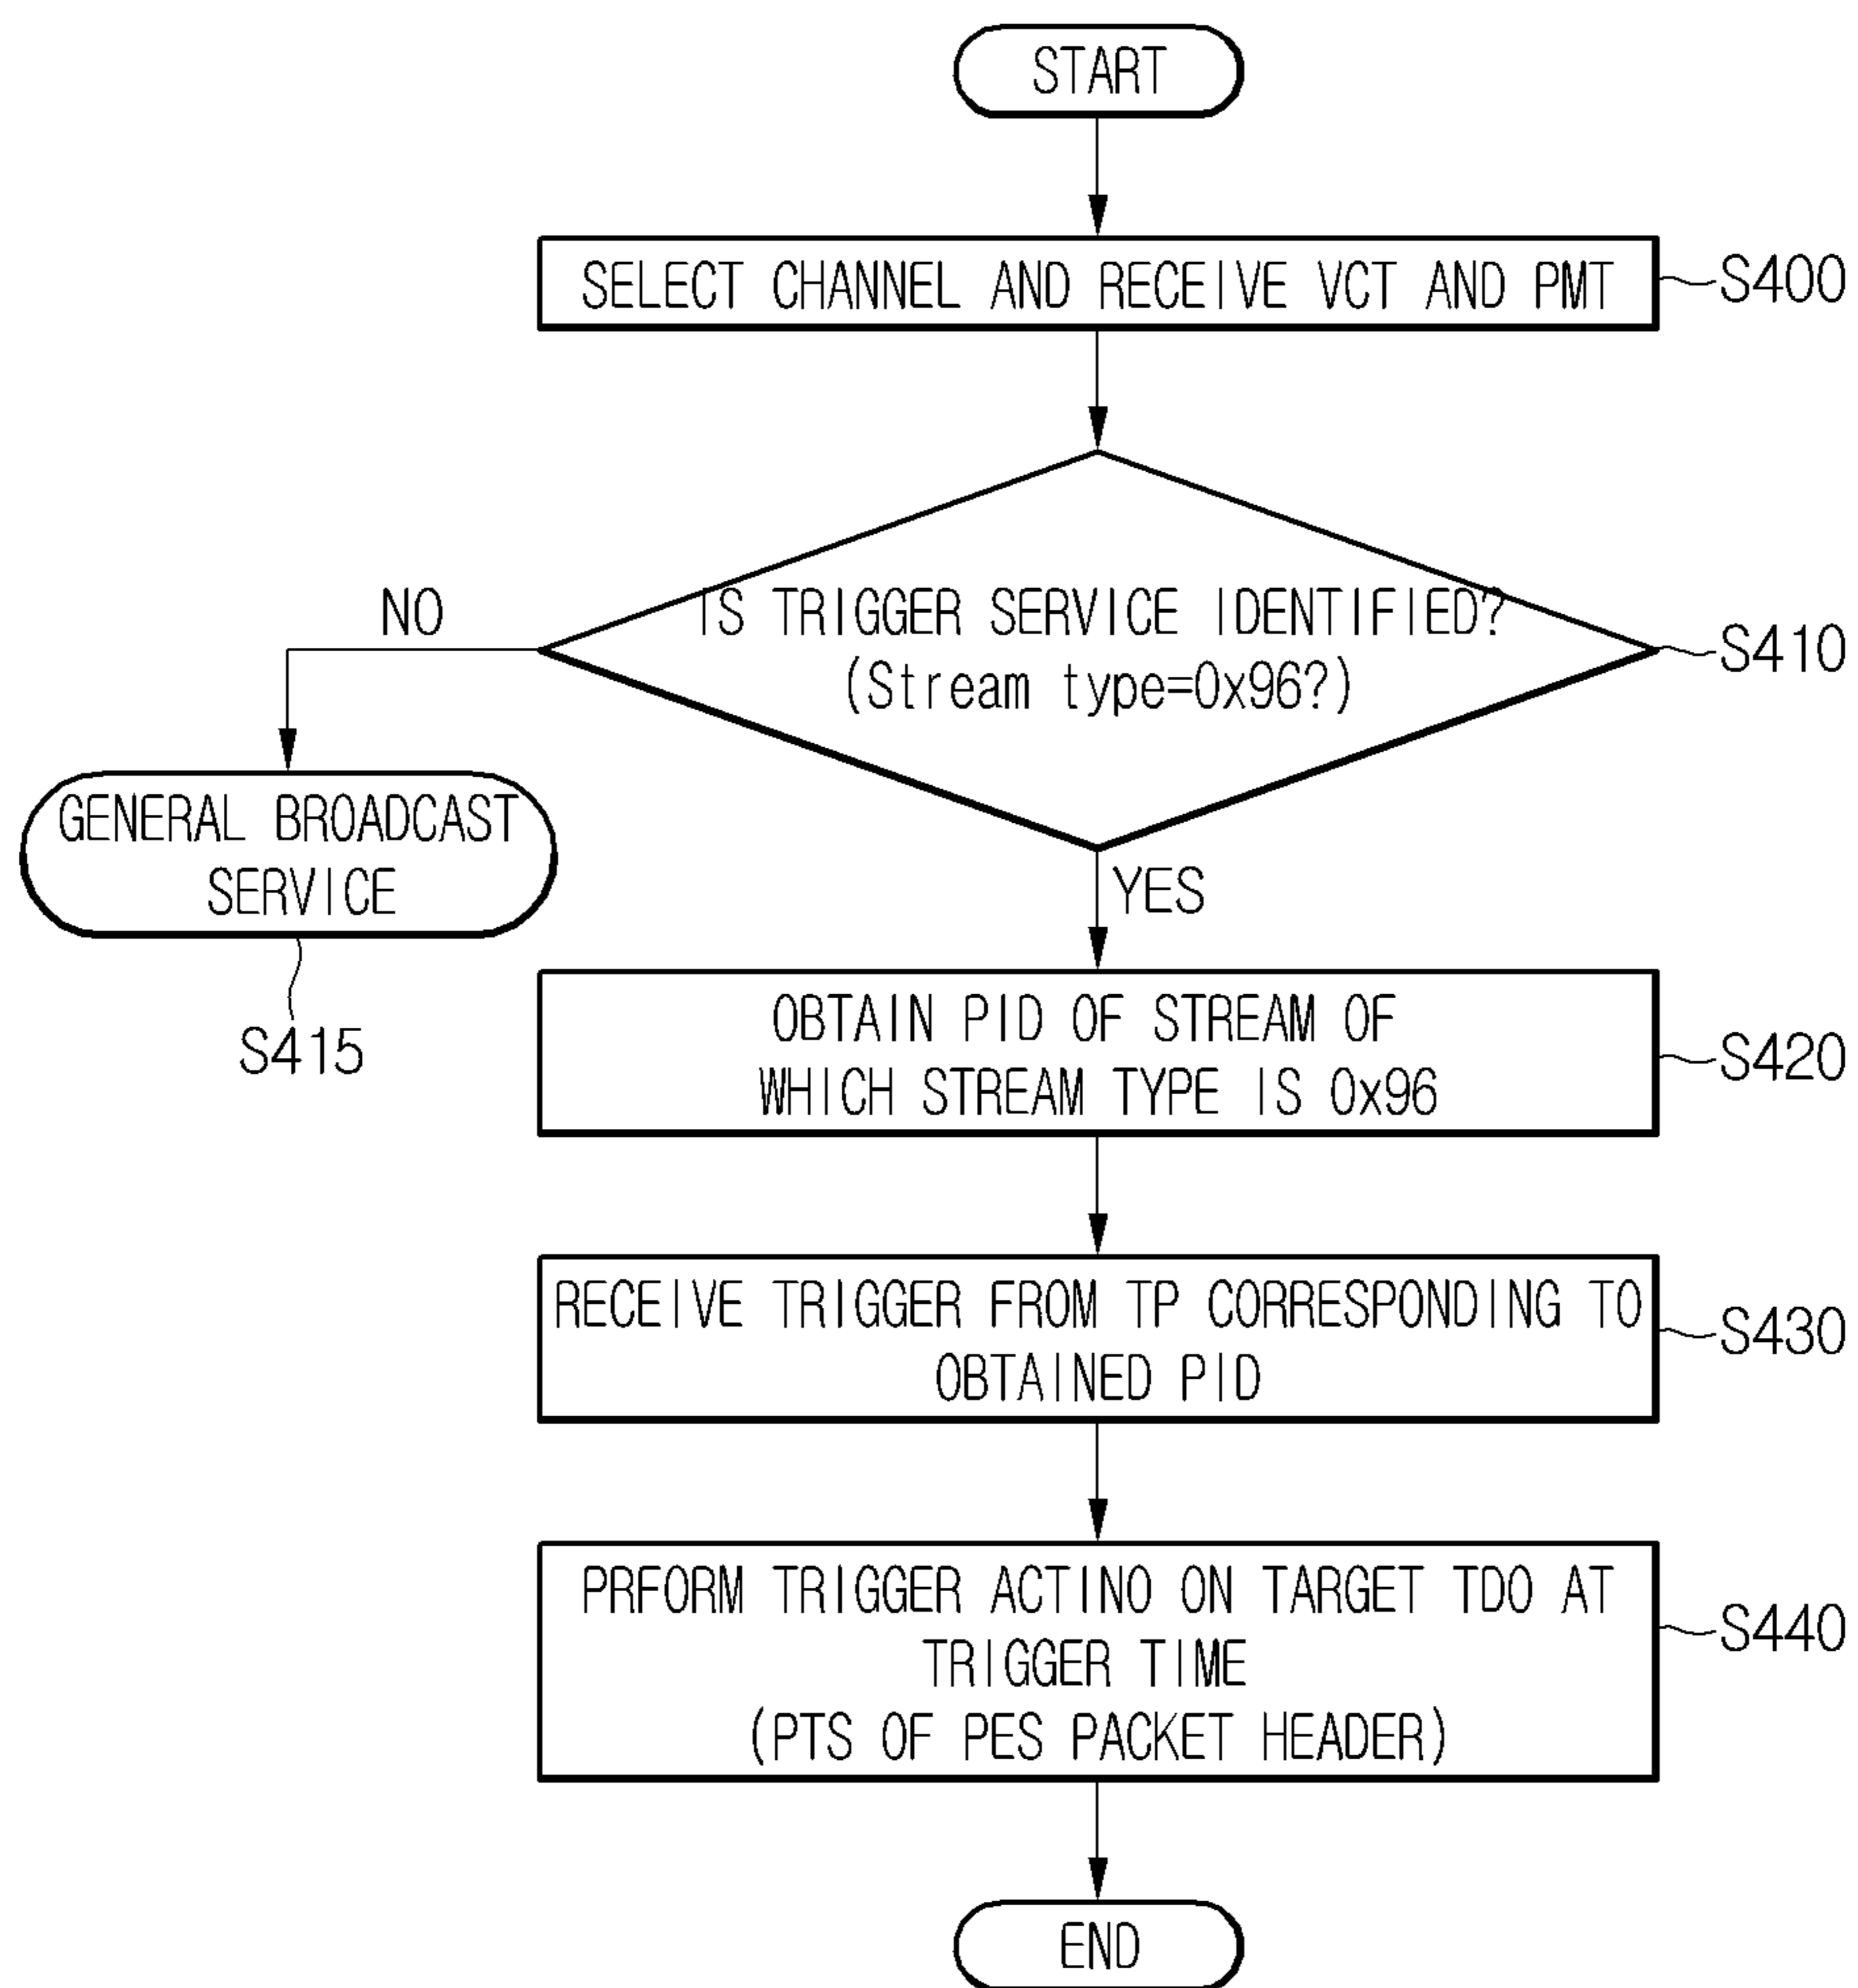 START
SELECT CHANNEL AND RECEIVE VCT AND PMT
S400
IS TRIGGER SERVICE IDENTIFIED?
(Stream type=0x96?)
S410
NO
GENERAL BROADCAST
SERVICE
S415
YES
OBTAIN PID OF STREAM OF
WHICH STREAM TYPE IS 0x96
S420
RECEIVE TRIGGER FROM TP CORRESPONDING TO
OBTAINED PID
S430
PRFORM TRIGGER ACTINO ON TARGET TDO AT
TRIGGER TIME
(PTS OF PES PACKET HEADER)
S440
END